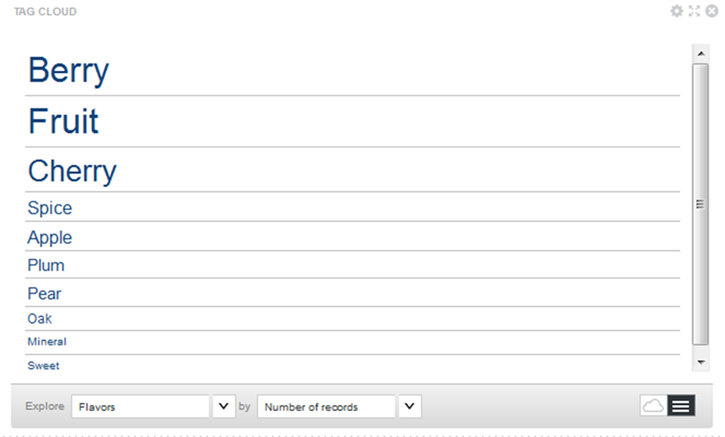 TAG CLOUD
Berry
Fruit
Cherry
Spice
Apple
Plum
Pear
Oak
Mineral
Sweet
Explore Flavors by Number of records